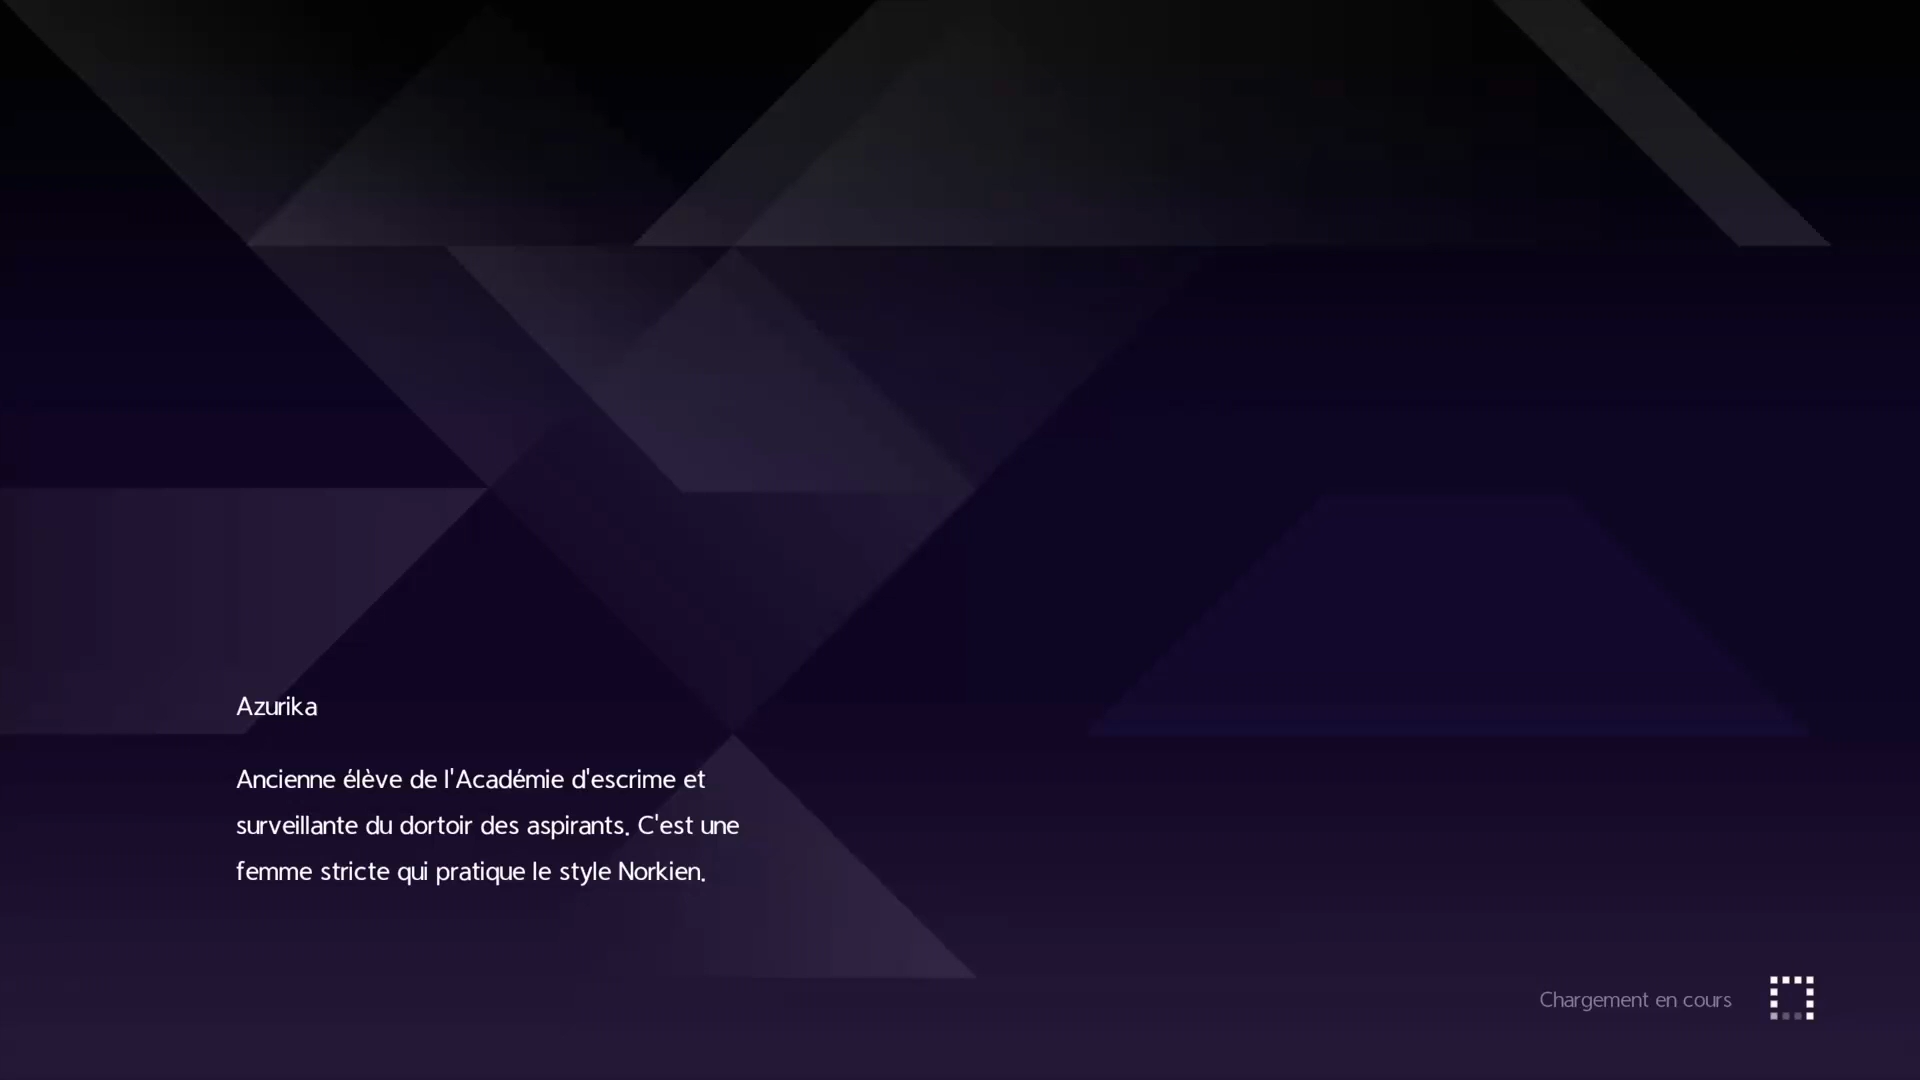 Azurika
Ancienne élève de l'Académie d'escrime et
surveillante du dortoir des aspirants. C'est une
femme stricte qui pratique le style Norkien.
Chargement en cours